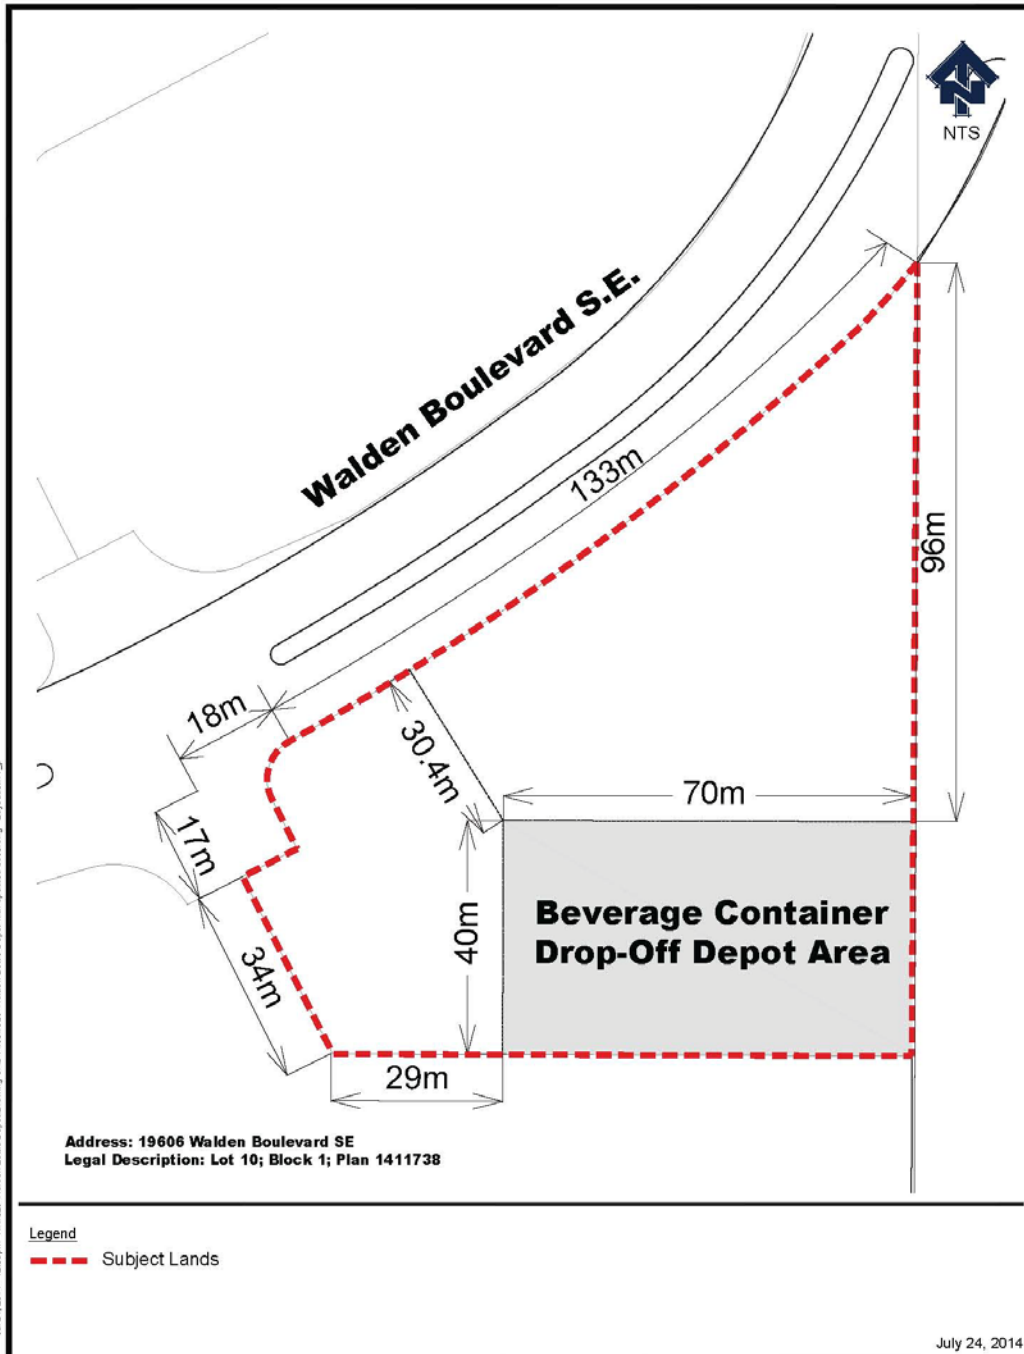 NTS
Walden Boulevard S.E.
133m
96m
18m
30.4m
70m
17m
Beverage Container
Drop-Off Depot Area
40m
34m
29m
Address: 19606 Walden Boulevard SE
Legal Description: Lot 10; Block 1; Plan 1411738
Legend
Subject Lands
July 24, 2014